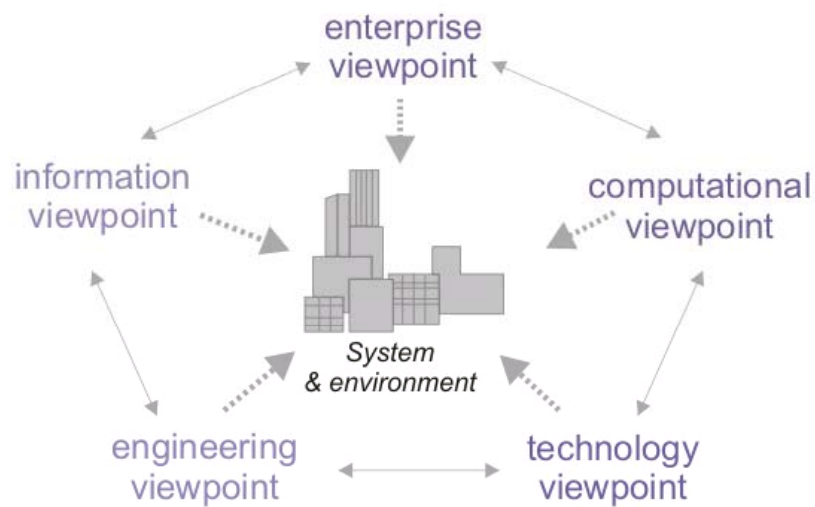 enterprise
viewpoint
information
viewpoint
computational
viewpoint
System
& environment
engineering
viewpoint
technology
viewpoint